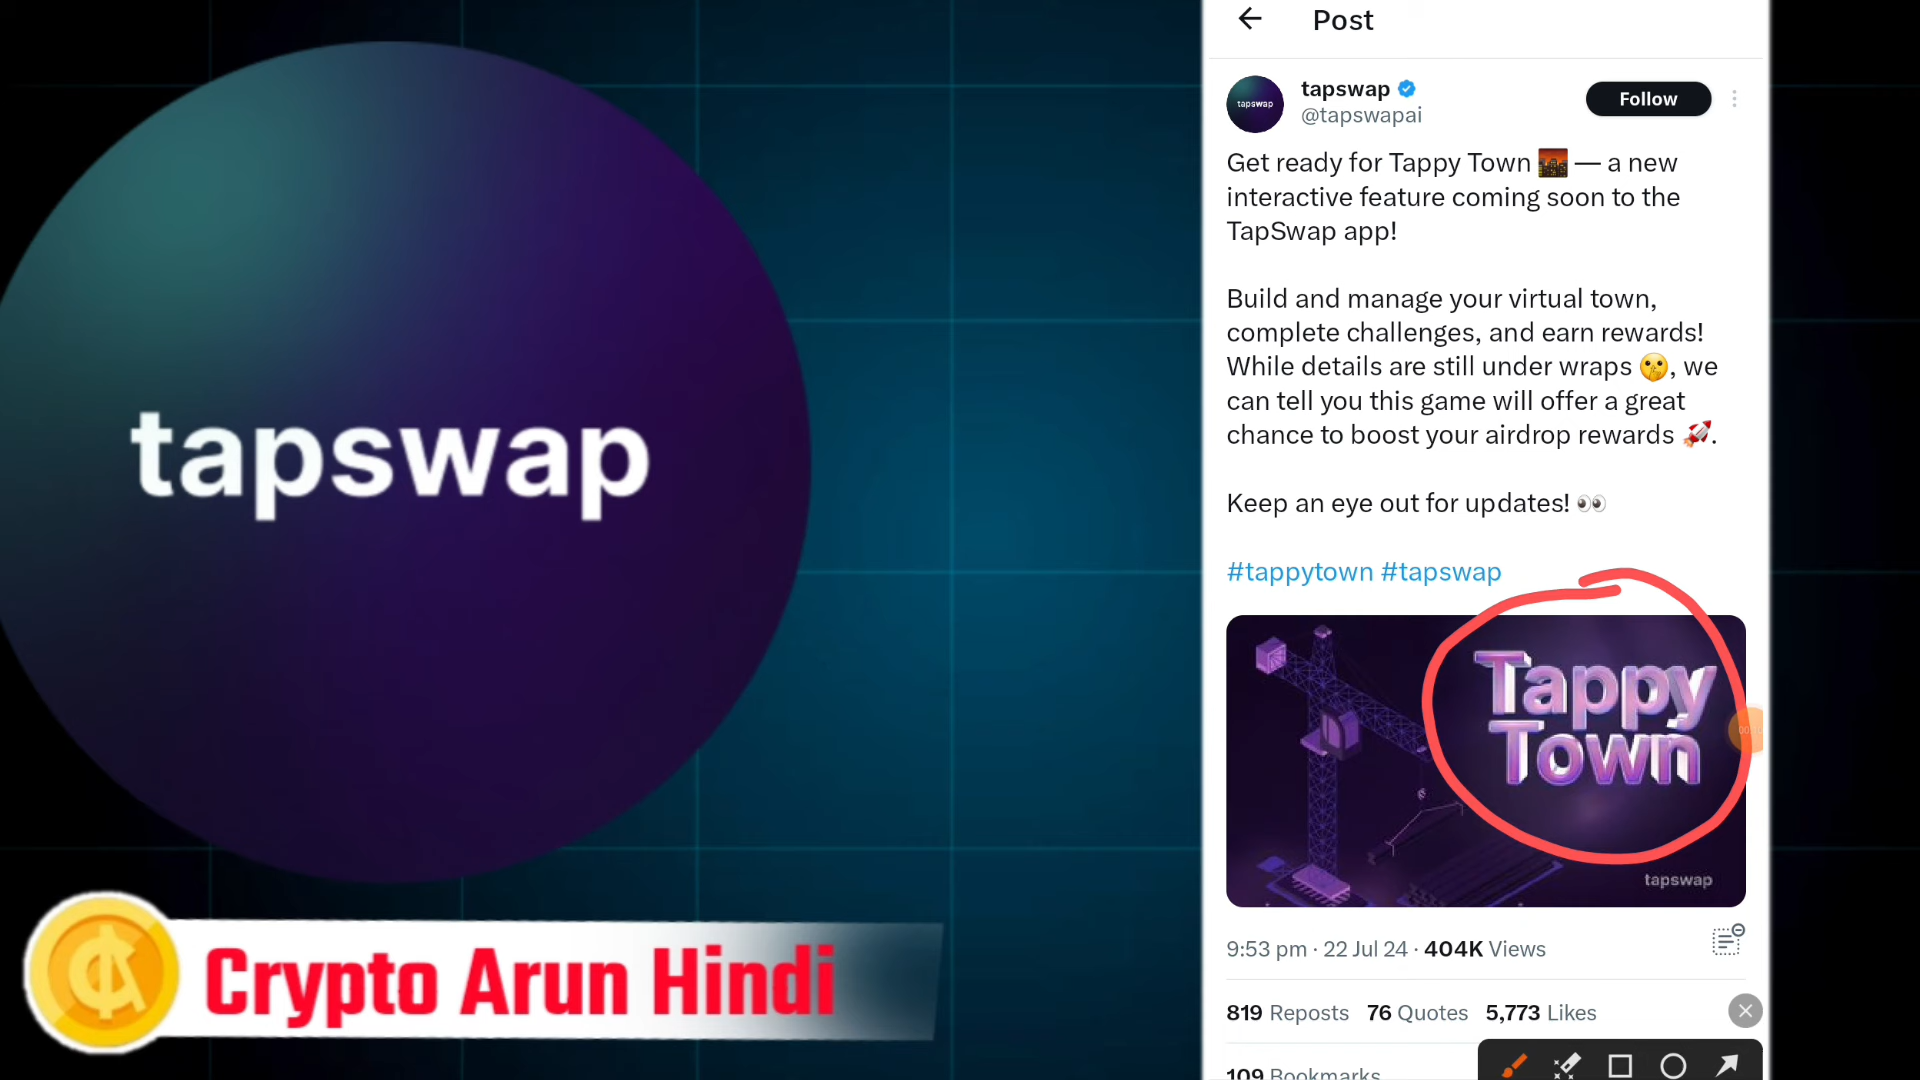 tapswap
Crypto Arun Hindi
Post
tapswap
tapswap
@tapswapai
Follow
Get ready for Tappy Town 🌇 — a new
interactive feature coming soon to the
TapSwap app!
Build and manage your virtual town,
complete challenges, and earn rewards!
While details are still under wraps 🤫, we
can tell you this game will offer a great
chance to boost your airdrop rewards 🚀.
Keep an eye out for updates! 👀
#tappytown #tapswap
Tappy
Town
tapswap
9:53 pm · 22 Jul 24 · 404K Views
819 Reposts 76 Quotes 5,773 Likes
109 Bookmarks